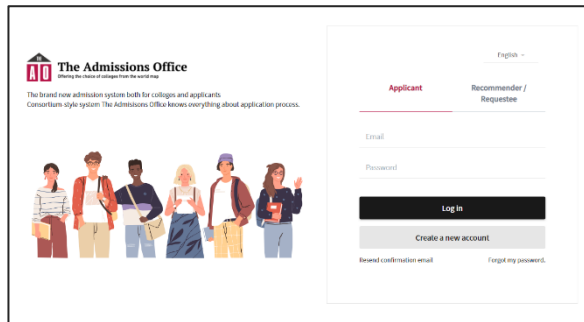 The Admissions Office
Offering the choice of colleges from the world map.
The brand new admission system both for colleges and applicants
Consortium-style system The Admisisons Office knows everything about application process.
English
Applicant
Recommender /
Requestee
Email
Password
Log in
Create a new account
Resend confirmation email
Forgot my password.